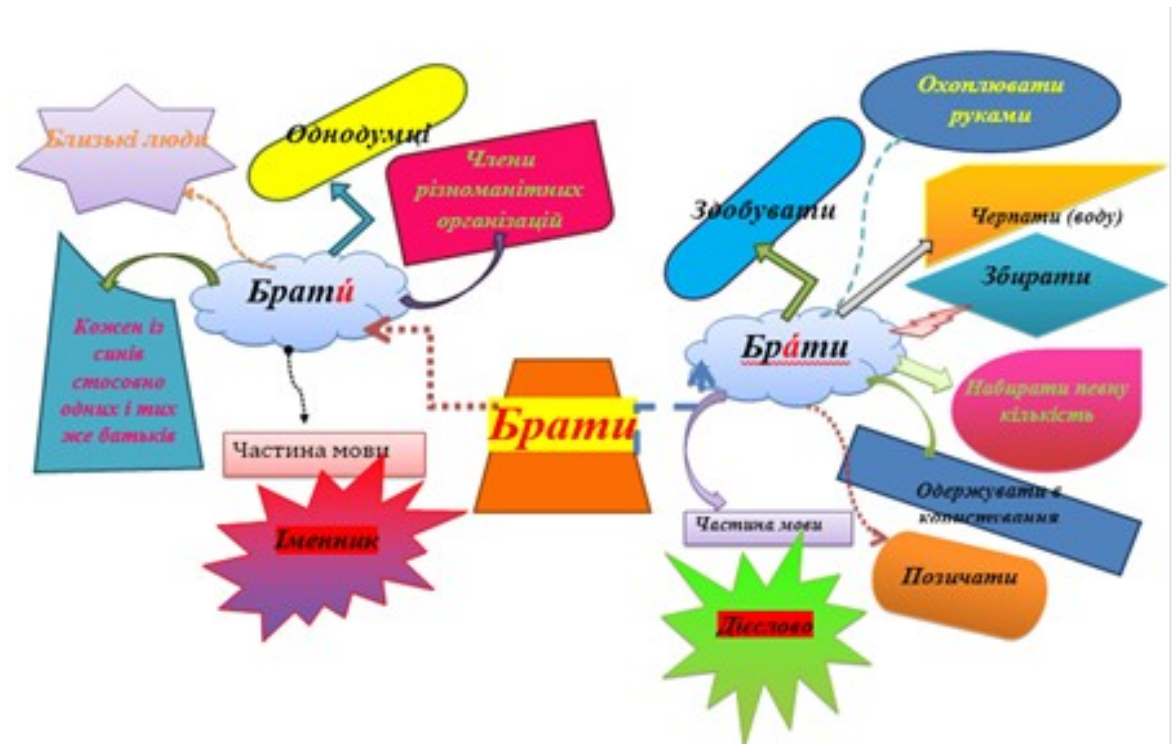 Близькі люди
Однодумці
Члени
різноманітних
організацій
Брати́
Кожен із
синів
стосовно
одних і тих
же батьків
Частина мови
Іменник
Брати
Охоплювати
руками
Здобувати
Черпати (воду)
Збирати
Бра́ти
Набирати певну
кількість
Одержувати в
користування
Частина мови
Позичати
Дієслово